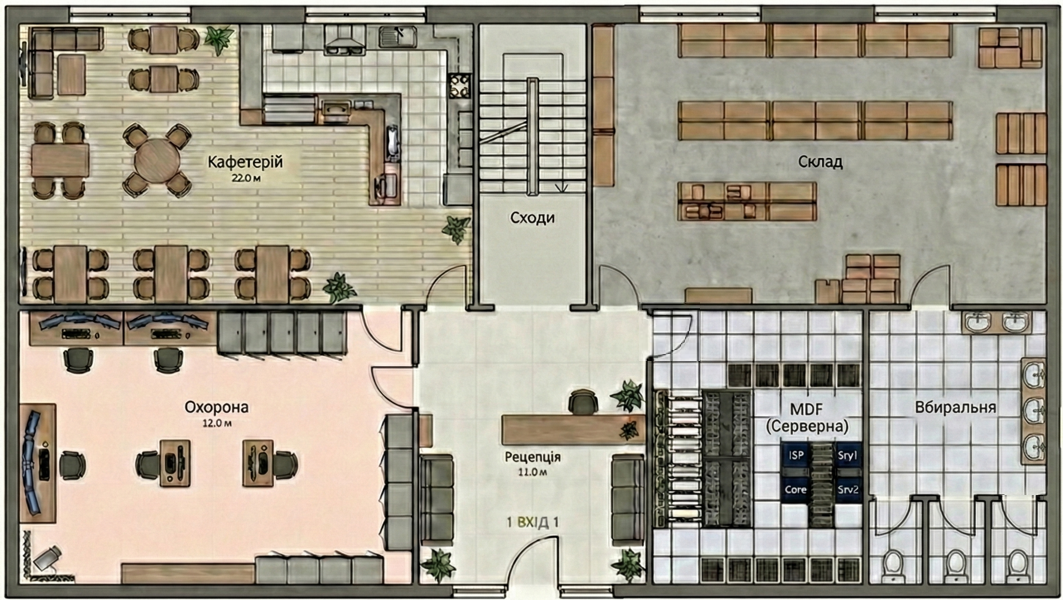 Кафетерій
22.0 м
Сходи
Склад
Охорона
12.0 м
Рецепція
11.0 м
1 ВХІД 1
MDF
(Серверна)
ISP
Sry1
Core
Srv2
Вбиральня